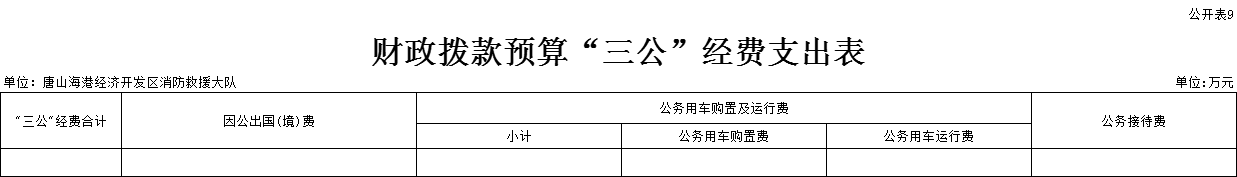 公开表9
财政拨款预算“三公”经费支出表
单位：唐山海港经济开发区消防救援大队 单位:万元
“三公”经费合计 因公出国(境)费 公务用车购置及运行费 公务接待费
小计 公务用车购置费 公务用车运行费